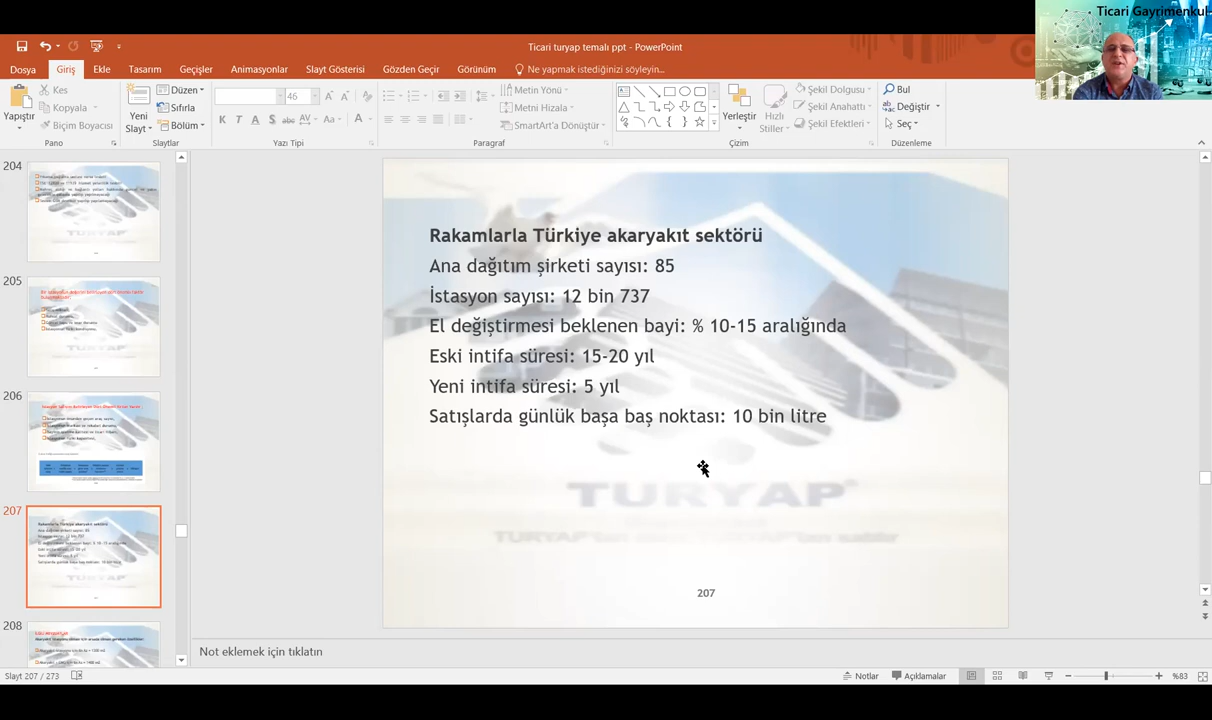 Ticari Gayrimenkul
Ticari turyap temalı ppt - PowerPoint
Dosya Giriş Ekle Tasarım Geçişler Animasyonlar Slayt Gösterisi Gözden Geçir Görünüm Ne yapmak istediğinizi söyleyin...
Yapıştır
Kes
Kopyala
Biçim Boyacısı
Pano
Yeni
Slayt
Düzen
Sıfırla
Bölüm
Slaytlar
46
K T A S abc AV Aa A
Yazı Tipi
Metin Yönü
Metni Hizala
SmartArt'a Dönüştür
Paragraf
Yerleştir
Hızlı
Stiller
Şekil Dolgusu
Şekil Anahattı
Şekil Efektleri
Çizim
Bul
Değiştir
Seç
Düzenleme
204
205
206
207
208
Rakamlarla Türkiye akaryakıt sektörü
Ana dağıtım şirketi sayısı: 85
İstasyon sayısı: 12 bin 737
El değiştirmesi beklenen bayi: % 10-15 aralığında
Eski intifa süresi: 15-20 yıl
Yeni intifa süresi: 5 yıl
Satışlarda günlük başa baş noktası: 10 bin litre
TURYAP
207
Not eklemek için tıklatın
Slayt 207 / 273
Notlar
Açıklamalar
%83